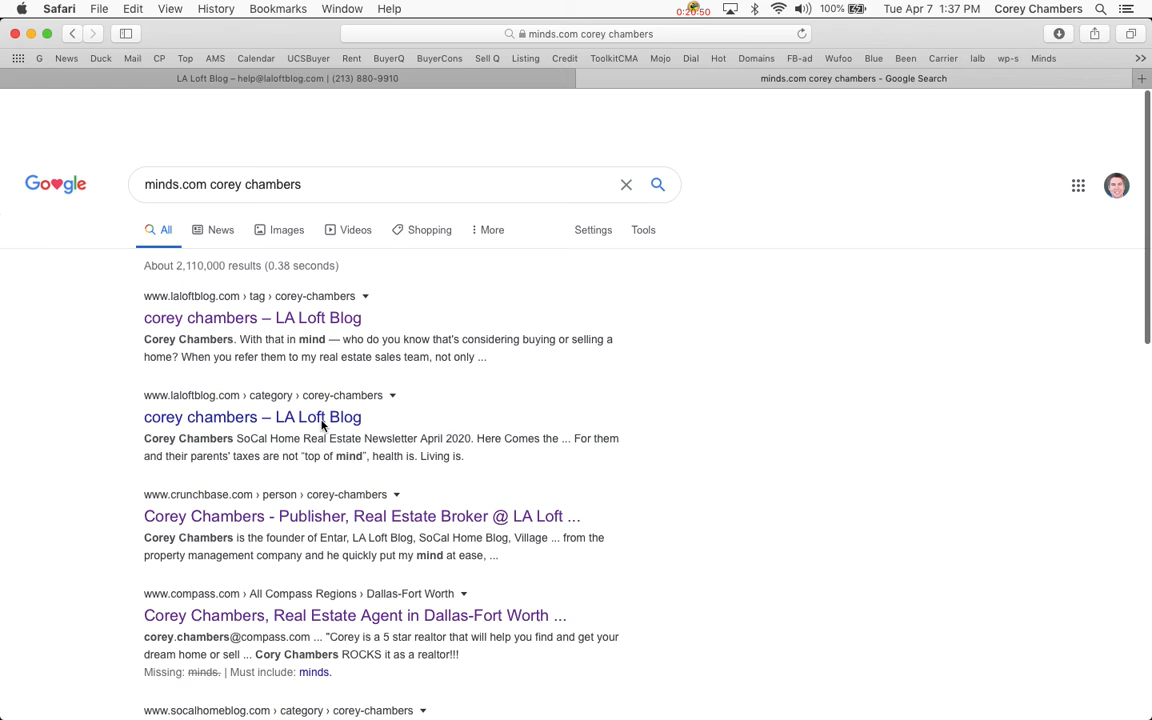 Safari File Edit View History Bookmarks Window Help 0:20:50 100% Tue Apr 7 1:37 PM Corey Chambers
minds.com corey chambers
G News Duck Mail CP Top AMS Calendar UCSBuyer Rent BuyerQ BuyerCons Sell Q Listing Credit ToolkitCMA Mojo Dial Hot Domains FB-ad Wufoo Blue Been Carrier lalb wp-s Minds
LA Loft Blog – help@laloftblog.com | (213) 880-9910 minds.com corey chambers - Google Search
Google
minds.com corey chambers
All News Images Videos Shopping More Settings Tools
About 2,110,000 results (0.38 seconds)
www.laloftblog.com › tag › corey-chambers
corey chambers – LA Loft Blog
Corey Chambers. With that in mind — who do you know that's considering buying or selling a
home? When you refer them to my real estate sales team, not only ...
www.laloftblog.com › category › corey-chambers
corey chambers – LA Loft Blog
Corey Chambers SoCal Home Real Estate Newsletter April 2020. Here Comes the ... For them
and their parents' taxes are not “top of mind”, health is. Living is.
www.crunchbase.com › person › corey-chambers
Corey Chambers - Publisher, Real Estate Broker @ LA Loft ...
Corey Chambers is the founder of Entar, LA Loft Blog, SoCal Home Blog, Village ... from the
property management company and he quickly put my mind at ease, ...
www.compass.com › All Compass Regions › Dallas-Fort Worth
Corey Chambers, Real Estate Agent in Dallas-Fort Worth ...
corey.chambers@compass.com ... "Corey is a 5 star realtor that will help you find and get your
dream home or sell ... Cory Chambers ROCKS it as a realtor!!!
Missing: minds. | Must include: minds.
www.socalhomeblog.com › category › corey-chambers